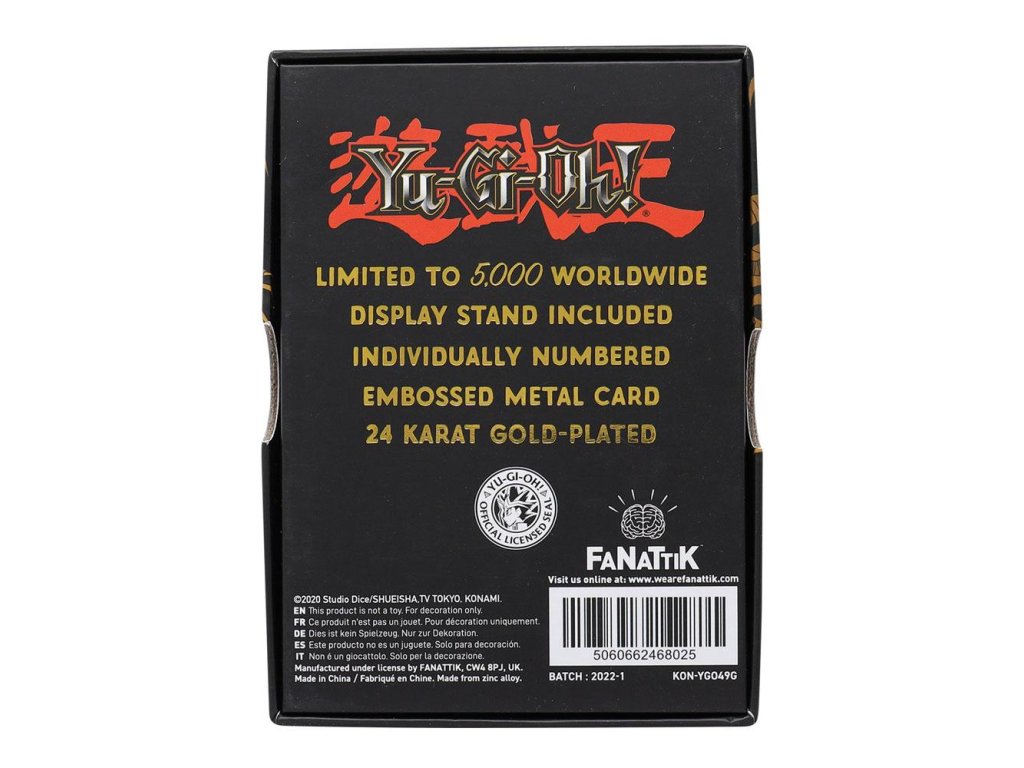 遊戯王
Yu-Gi-Oh!®
LIMITED TO 5,000 WORLDWIDE
DISPLAY STAND INCLUDED
INDIVIDUALLY NUMBERED
EMBOSSED METAL CARD
24 KARAT GOLD-PLATED
YU-GI-OH!
OFFICIAL LICENSED SEAL
FANATTIK™
Visit us online at: www.wearefanattik.com
©2020 Studio Dice/SHUEISHA,TV TOKYO, KONAMI.
EN This product is not a toy. For decoration only.
FR Ce produit n'est pas un jouet. Pour décoration uniquement.
DE Dies ist kein Spielzeug. Nur zur Dekoration.
ES Este producto no es un juguete. Solo para decoración.
IT Non é un giocattolo. Solo per la decorazione.
Manufactured under license by FANATTIK, CW4 8PJ, UK.
Made in China / Fabriqué en Chine. Made from zinc alloy.
5060662468025
BATCH : 2022-1 KON-YGO49G